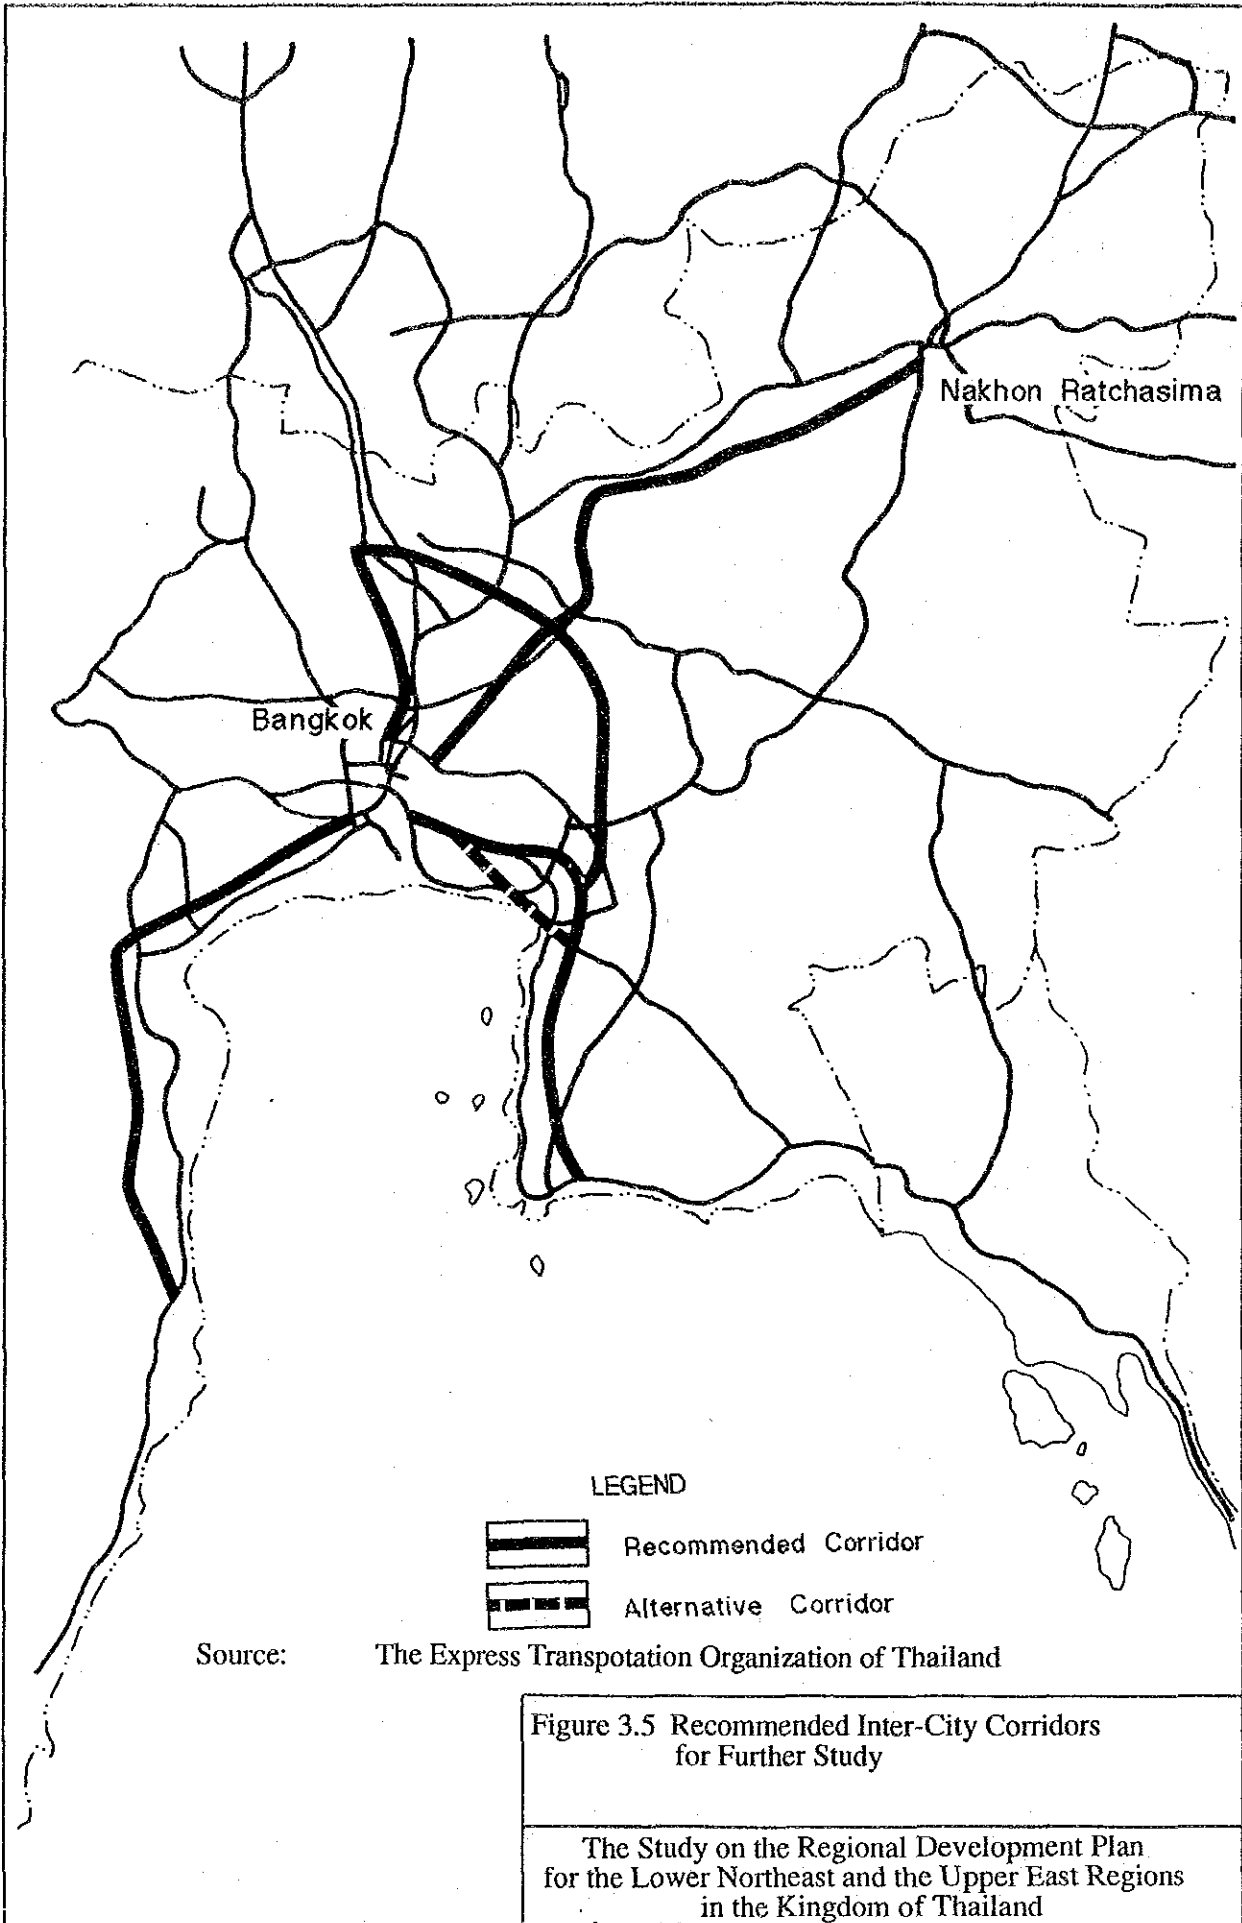 Nakhon Ratchasima
Bangkok
LEGEND
Recommended Corridor
Alternative Corridor
Source: The Express Transpotation Organization of Thailand
Figure 3.5 Recommended Inter-City Corridors
for Further Study
The Study on the Regional Development Plan
for the Lower Northeast and the Upper East Regions
in the Kingdom of Thailand